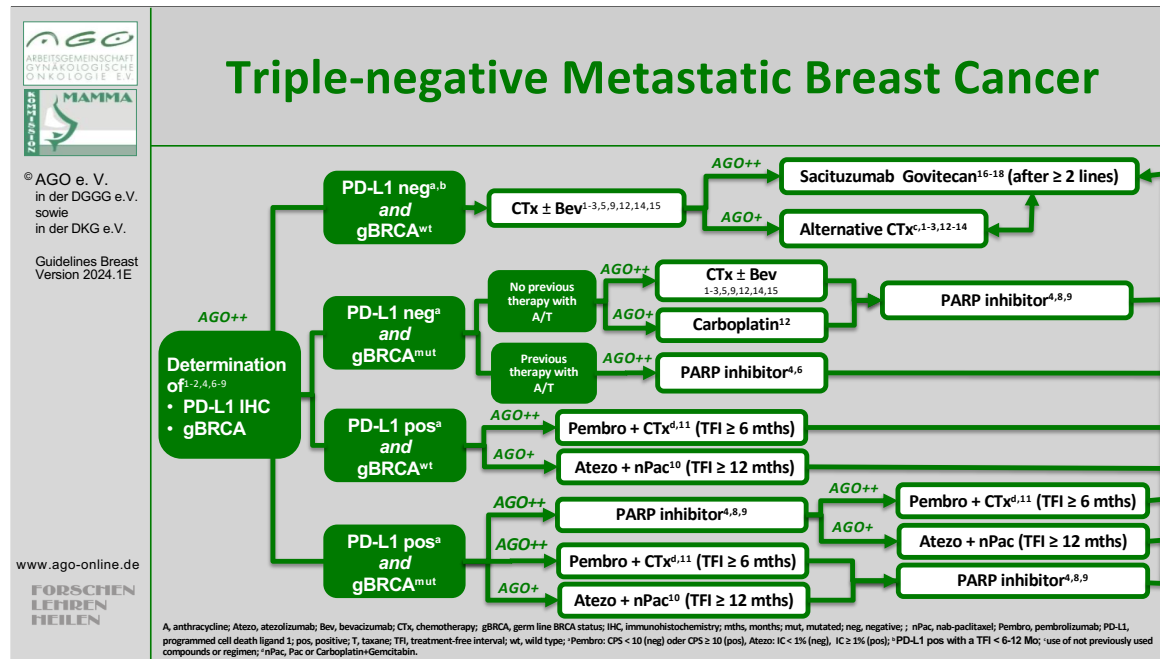 AGO
ARBEITSGEMEINSCHAFT
GYNÄKOLOGISCHE
ONKOLOGIE E.V.
KOMMISSION
MAMMA
© AGO e. V.
in der DGGG e.V.
sowie
in der DKG e.V.
Guidelines Breast
Version 2024.1E
www.ago-online.de
FORSCHEN
LEHREN
HEILEN
Triple-negative Metastatic Breast Cancer
AGO++
Determination
of1-2,4,6-9
• PD-L1 IHC
• gBRCA
PD-L1 nega,b
and
gBRCAwt
CTx ± Bev1-3,5,9,12,14,15
AGO++
Sacituzumab Govitecan16-18 (after ≥ 2 lines)
AGO+
Alternative CTxc,1-3,12-14
PD-L1 nega
and
gBRCAmut
No previous
therapy with
A/T
AGO++
CTx ± Bev
1-3,5,9,12,14,15
AGO+
Carboplatin12
PARP inhibitor4,8,9
Previous
therapy with
A/T
AGO++
PARP inhibitor4,6
PD-L1 posa
and
gBRCAwt
AGO++
Pembro + CTxd,11 (TFI ≥ 6 mths)
AGO+
Atezo + nPac10 (TFI ≥ 12 mths)
PD-L1 posa
and
gBRCAmut
AGO++
PARP inhibitor4,8,9
AGO++
Pembro + CTxd,11 (TFI ≥ 6 mths)
AGO+
Atezo + nPac (TFI ≥ 12 mths)
AGO++
Pembro + CTxd,11 (TFI ≥ 6 mths)
AGO+
Atezo + nPac10 (TFI ≥ 12 mths)
PARP inhibitor4,8,9
A, anthracycline; Atezo, atezolizumab; Bev, bevacizumab; CTx, chemotherapy; gBRCA, germ line BRCA status; IHC, immunohistochemistry; mths, months; mut, mutated; neg, negative; ; nPac, nab-paclitaxel; Pembro, pembrolizumab; PD-L1,
programmed cell death ligand 1; pos, positive; T, taxane; TFI, treatment-free interval; wt, wild type; aPembro: CPS < 10 (neg) oder CPS ≥ 10 (pos), Atezo: IC < 1% (neg), IC ≥ 1% (pos); bPD-L1 pos with a TFI < 6-12 Mo; cuse of not previously used
compounds or regimen; dnPac, Pac or Carboplatin+Gemcitabin.